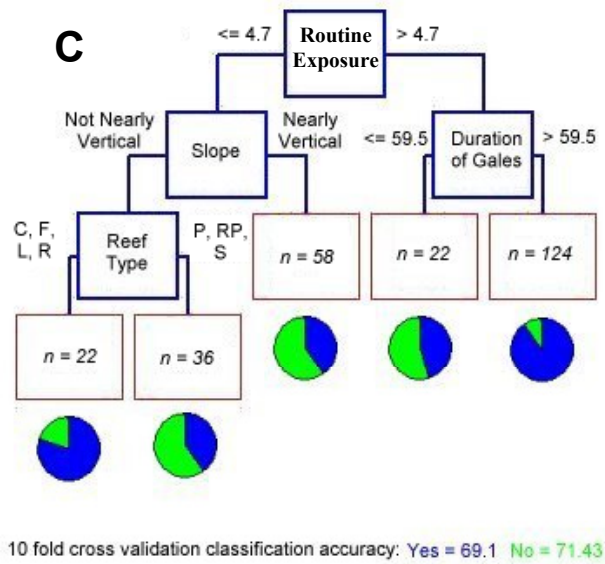 C
<= 4.7
Routine
Exposure
> 4.7
Not Nearly
Vertical
Slope
Nearly
Vertical
<= 59.5
Duration
of Gales
> 59.5
C, F,
L, R
Reef
Type
P, RP,
S
n = 58
n = 22
n = 124
n = 22
n = 36
10 fold cross validation classification accuracy: Yes = 69.1 No = 71.43